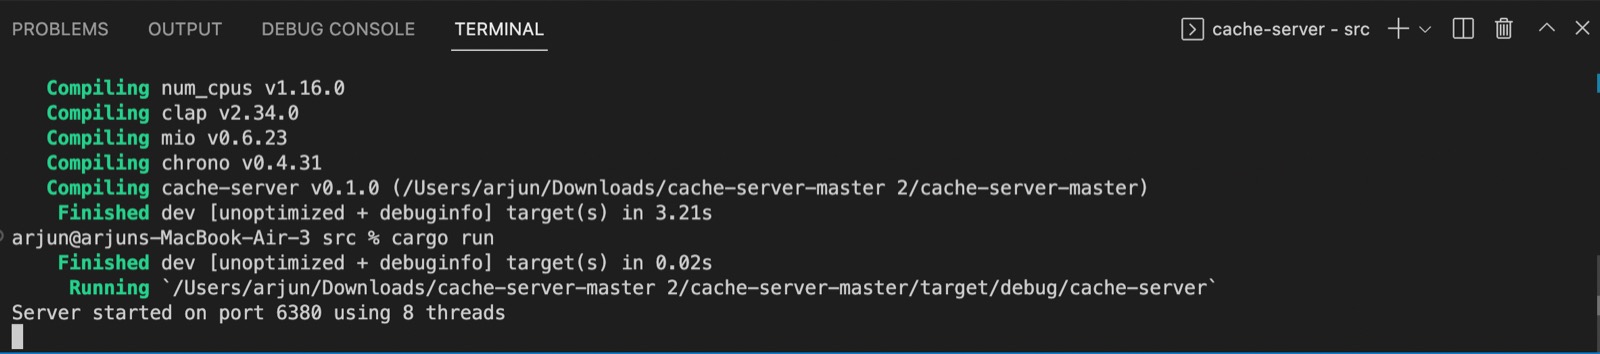 PROBLEMS OUTPUT DEBUG CONSOLE TERMINAL cache-server - src
Compiling num_cpus v1.16.0
Compiling clap v2.34.0
Compiling mio v0.6.23
Compiling chrono v0.4.31
Compiling cache-server v0.1.0 (/Users/arjun/Downloads/cache-server-master 2/cache-server-master)
Finished dev [unoptimized + debuginfo] target(s) in 3.21s
arjun@arjuns-MacBook-Air-3 src % cargo run
Finished dev [unoptimized + debuginfo] target(s) in 0.02s
Running `/Users/arjun/Downloads/cache-server-master 2/cache-server-master/target/debug/cache-server`
Server started on port 6380 using 8 threads